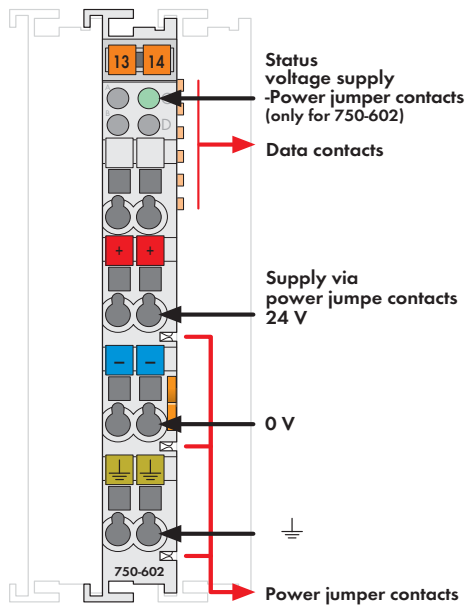 13 14
Status
voltage supply
-Power jumper contacts
(only for 750-602)
A C
B D
Data contacts
+ +
Supply via
power jumpe contacts
24 V
− −
0 V
750-602
Power jumper contacts